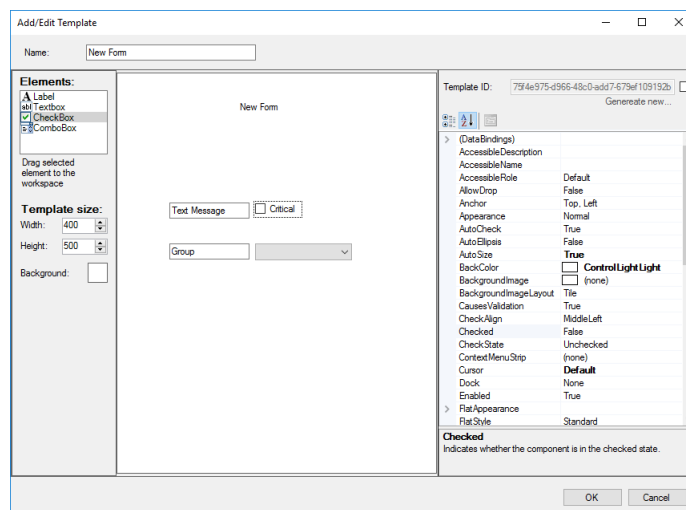 Add/Edit Template
Name: New Form
Elements:
A Label
abl Textbox
CheckBox
ComboBox
Drag selected
element to the
workspace
Template size:
Width: 400
Height: 500
Background:
New Form
Text Message Critical
Group
Template ID: 75f4e975-d966-48c0-add7-679ef109192b
Genereate new...
(DataBindings)
AccessibleDescription
AccessibleName
AccessibleRole Default
AllowDrop False
Anchor Top, Left
Appearance Normal
AutoCheck True
AutoEllipsis False
AutoSize True
BackColor ControlLightLight
BackgroundImage (none)
BackgroundImageLayout Tile
CausesValidation True
CheckAlign MiddleLeft
Checked False
CheckState Unchecked
ContextMenuStrip (none)
Cursor Default
Dock None
Enabled True
FlatAppearance
FlatStyle Standard
Checked
Indicates whether the component is in the checked state.
OK Cancel